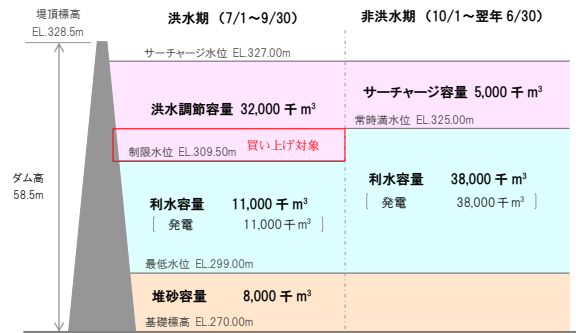 堤頂標高
EL.328.5m
洪水期（7/1～9/30）
非洪水期（10/1～翌年 6/30）
サーチャージ水位 EL.327.00m
洪水調節容量 32,000 千 m³
サーチャージ容量 5,000 千 m³
常時満水位 EL.325.00m
制限水位 EL.309.50m
買い上げ対象
ダム高
58.5m
利水容量 11,000 千 m³
［ 発電 11,000 千 m³ ］
利水容量 38,000 千 m³
［ 発電 38,000 千 m³ ］
最低水位 EL.299.00m
堆砂容量 8,000 千 m³
基礎標高 EL.270.00m